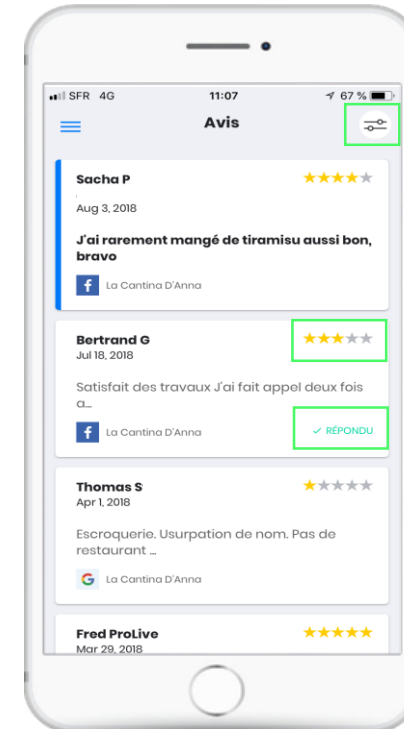 SFR 4G 11:07 67 %
Avis
Sacha P
Aug 3, 2018
J'ai rarement mangé de tiramisu aussi bon,
bravo
La Cantina D'Anna
Bertrand G
Jul 18, 2018
Satisfait des travaux J'ai fait appel deux fois
a...
La Cantina D'Anna
✓ RÉPONDU
Thomas S
Apr 1, 2018
Escroquerie. Usurpation de nom. Pas de
restaurant ...
La Cantina D'Anna
Fred ProLive
Mar 29, 2018